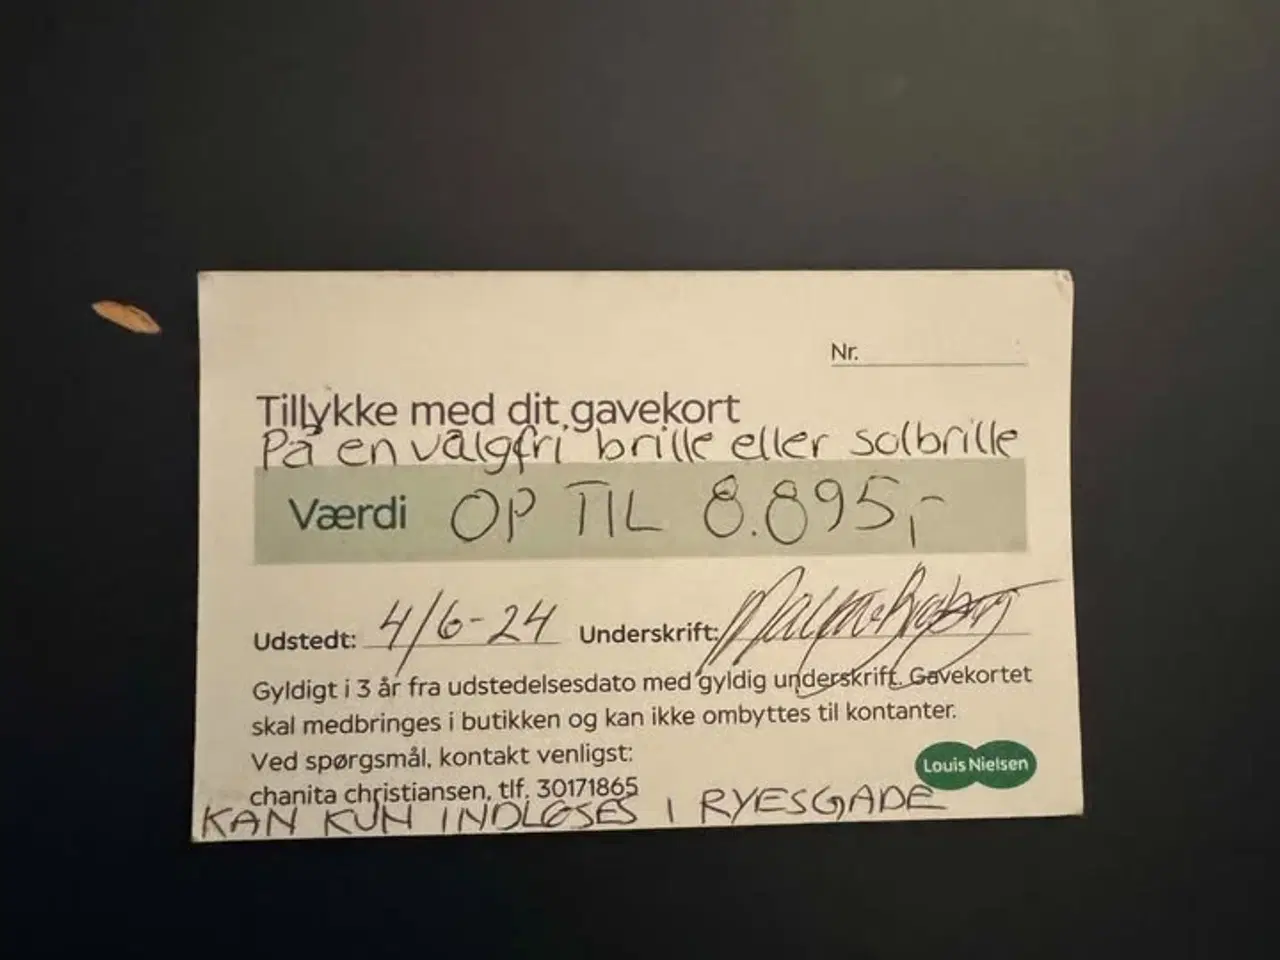 Nr.
Tillykke med dit gavekort
På en valgfri brille eller solbrille
Værdi OP TIL 8.895,-
Udstedt: 4/6-24 Underskrift:
Gyldigt i 3 år fra udstedelsesdato med gyldig underskrift. Gavekortet
skal medbringes i butikken og kan ikke ombyttes til kontanter.
Ved spørgsmål, kontakt venligst:
Louis Nielsen
chanita christiansen, tlf. 30171865
KAN KUN INDLØSES I RYESGADE